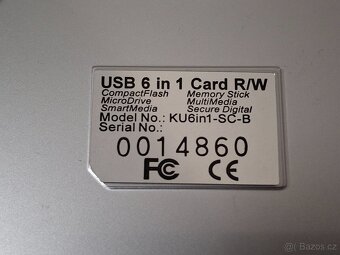 USB 6 in 1 Card R/W
CompactFlash Memory Stick
MicroDrive MultiMedia
SmartMedia Secure Digital
Model No.: KU6in1-SC-B
Serial No.:
0014860
FC CE
Bazoš.cz